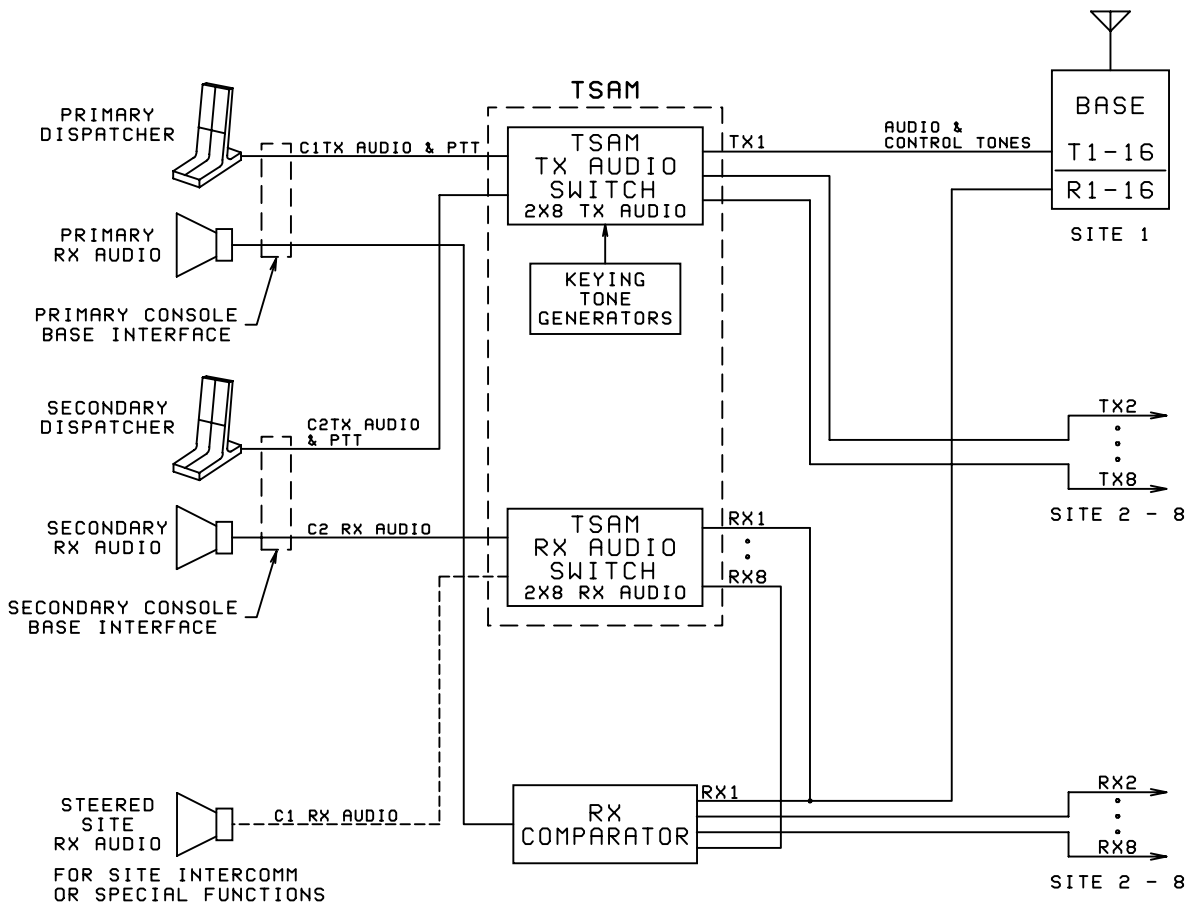 TSAM
PRIMARY
DISPATCHER
C1TX AUDIO & PTT
TSAM
TX AUDIO
SWITCH
2X8 TX AUDIO
TX1
AUDIO &
CONTROL TONES
BASE
T1-16
R1-16
SITE 1
PRIMARY
RX AUDIO
KEYING
TONE
GENERATORS
PRIMARY CONSOLE
BASE INTERFACE
SECONDARY
DISPATCHER
C2TX AUDIO
& PTT
TX2
TX8
SITE 2 - 8
SECONDARY
RX AUDIO
C2 RX AUDIO
TSAM
RX AUDIO
SWITCH
2X8 RX AUDIO
RX1
RX8
SECONDARY CONSOLE
BASE INTERFACE
STEERED
SITE
RX AUDIO
C1 RX AUDIO
FOR SITE INTERCOMM
OR SPECIAL FUNCTIONS
RX
COMPARATOR
RX1
RX2
RX8
SITE 2 - 8